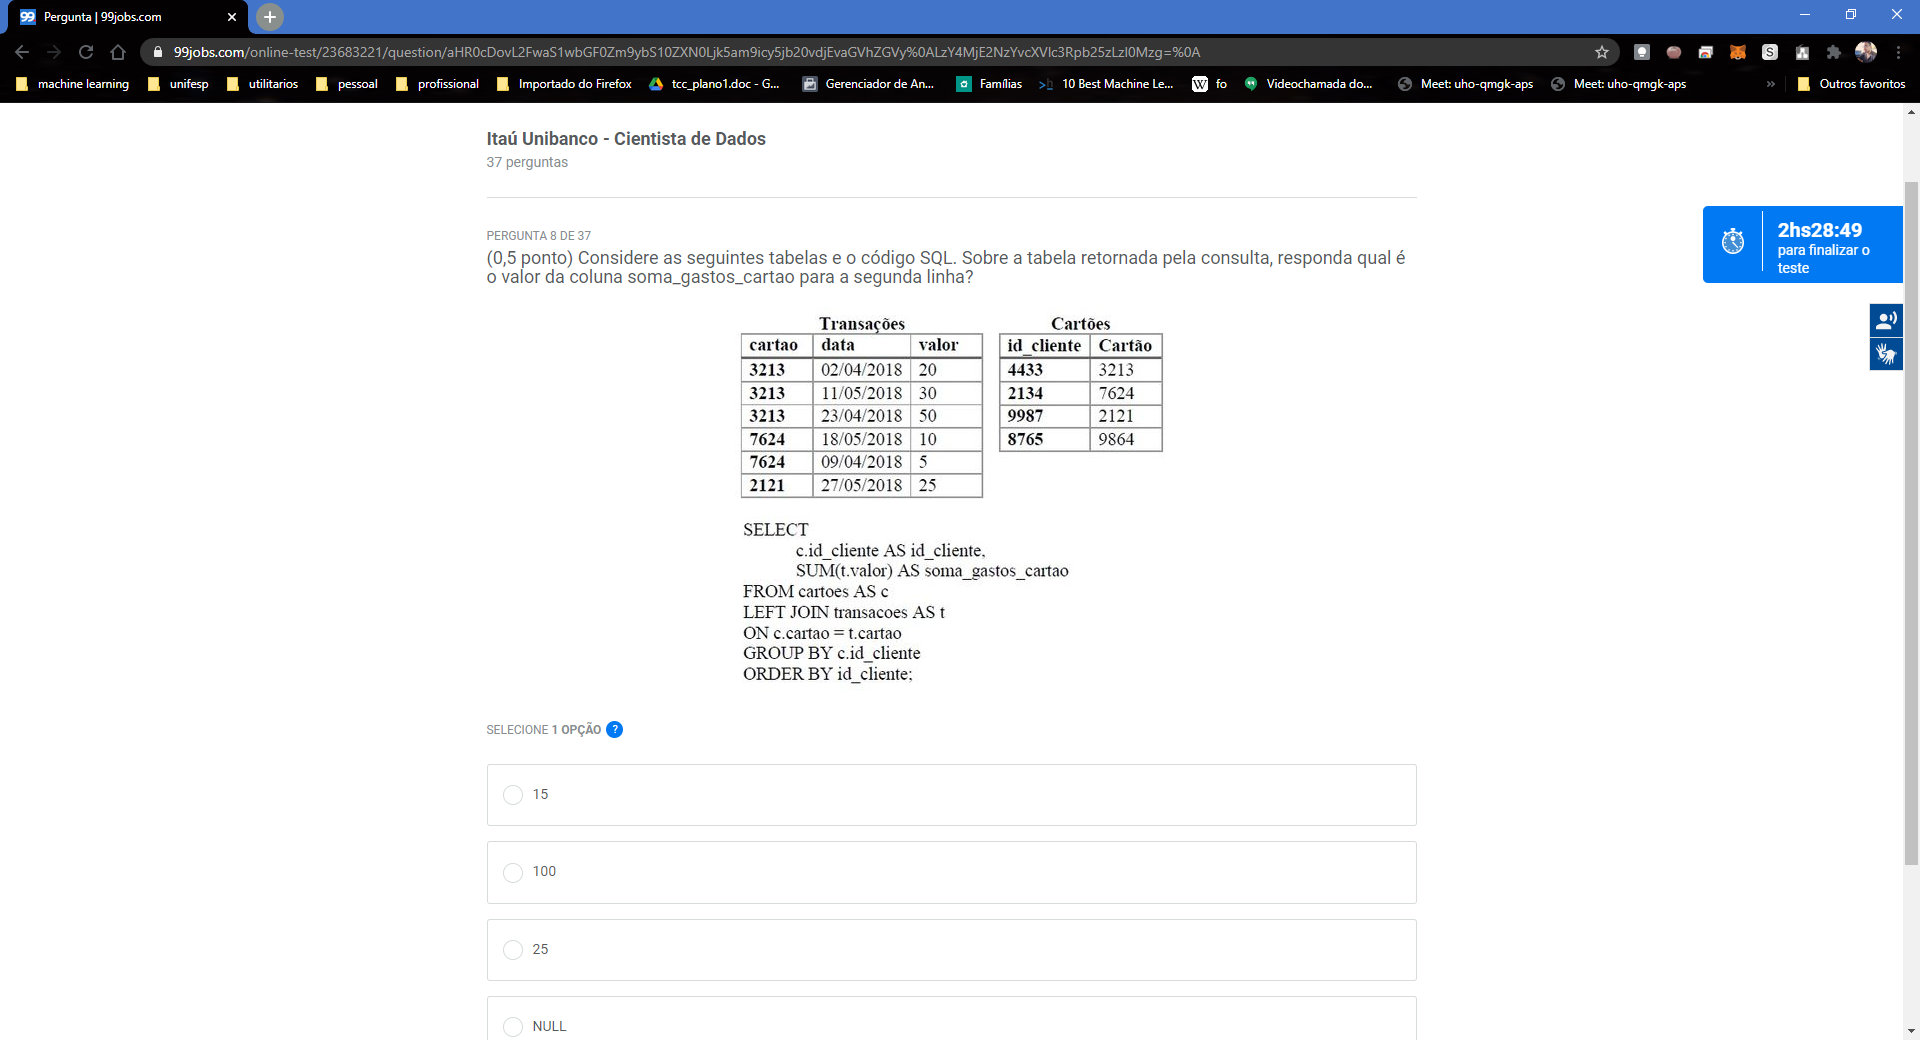 Pergunta | 99jobs.com
99jobs.com/online-test/23683221/question/aHR0cDovL2FwaS1wbGF0Zm9ybS10ZXN0Ljk5am9icy5jb20vdjEvaGVhZGVy%0ALzY4MjE2NzYvcXVlc3Rpb25zLzI0Mzg=%0A
machine learning unifesp utilitarios pessoal profissional Importado do Firefox tcc_plano1.doc - G... Gerenciador de An... Famílias 10 Best Machine Le... fo Videochamada do... Meet: uho-qmgk-aps Meet: uho-qmgk-aps » Outros favoritos
Itaú Unibanco - Cientista de Dados
37 perguntas
2hs28:49
para finalizar o
teste
PERGUNTA 8 DE 37
(0,5 ponto) Considere as seguintes tabelas e o código SQL. Sobre a tabela retornada pela consulta, responda qual é
o valor da coluna soma_gastos_cartao para a segunda linha?
Transações
cartao data valor
3213 02/04/2018 20
3213 11/05/2018 30
3213 23/04/2018 50
7624 18/05/2018 10
7624 09/04/2018 5
2121 27/05/2018 25
Cartões
id_cliente Cartão
4433 3213
2134 7624
9987 2121
8765 9864
SELECT
c.id_cliente AS id_cliente,
SUM(t.valor) AS soma_gastos_cartao
FROM cartoes AS c
LEFT JOIN transacoes AS t
ON c.cartao = t.cartao
GROUP BY c.id_cliente
ORDER BY id_cliente;
SELECIONE 1 OPÇÃO ?
15
100
25
NULL